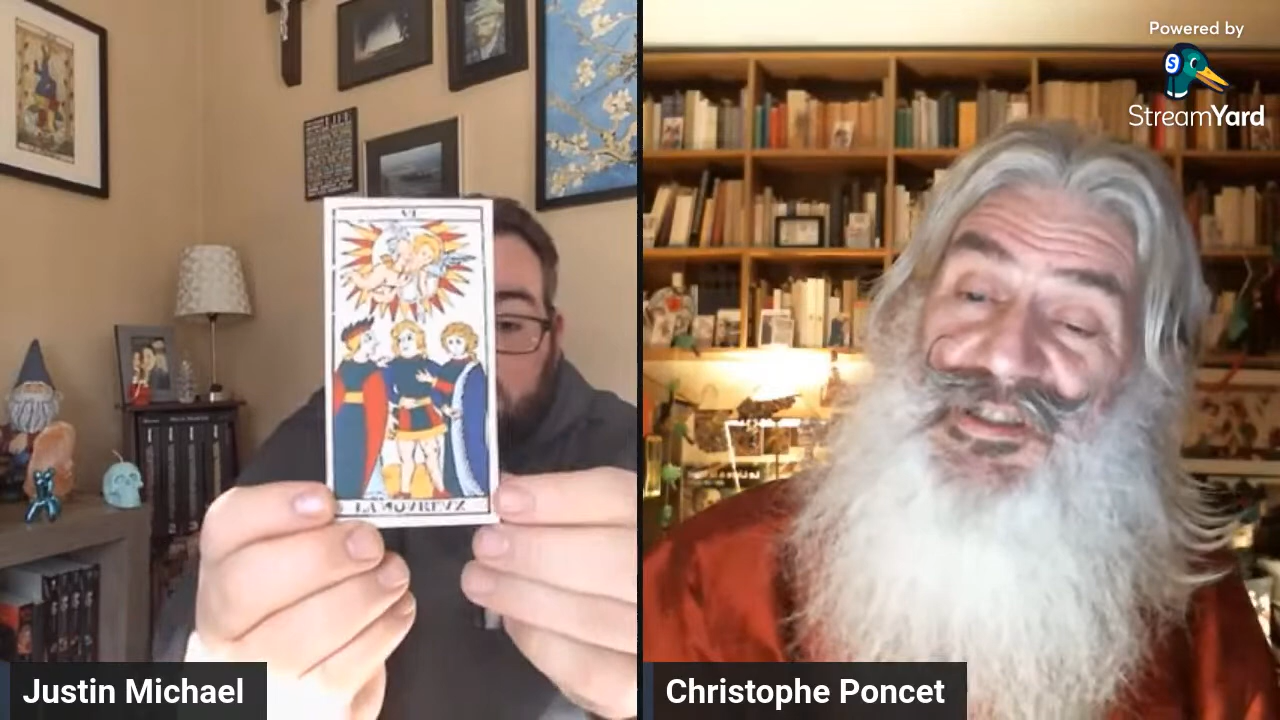 Powered by
S
StreamYard
VI
LAMOVREVX
Justin Michael
Christophe Poncet